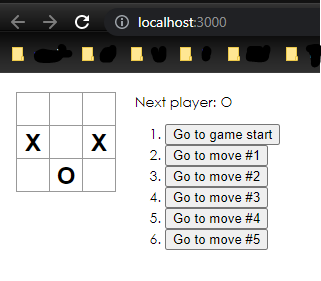 localhost:3000
Next player: O
X X
O
1. Go to game start
2. Go to move #1
3. Go to move #2
4. Go to move #3
5. Go to move #4
6. Go to move #5